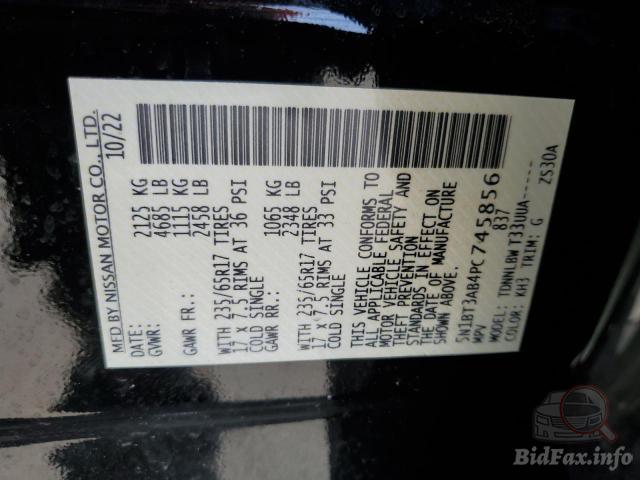 MFD BY NISSAN MOTOR CO., LTD.
DATE: 10/22
GVWR: 2125 KG
4685 LB
GAWR FR.: 1115 KG
2458 LB
WITH 235/65R17 TIRES
17 x 7.5 RIMS AT 36 PSI
COLD SINGLE
GAWR RR.: 1065 KG
2348 LB
WITH 235/65R17 TIRES
17 x 7.5 RIMS AT 33 PSI
COLD SINGLE
THIS VEHICLE CONFORMS TO
ALL APPLICABLE FEDERAL
MOTOR VEHICLE SAFETY AND
THEFT PREVENTION
STANDARDS IN EFFECT ON
THE DATE OF MANUFACTURE
SHOWN ABOVE.
5N1BT3AB4PC745856
MPV 837
MODEL: TDNNLBW T33UUA-----
COLOR: KH3 TRIM: G ZS30A
BidFax.info